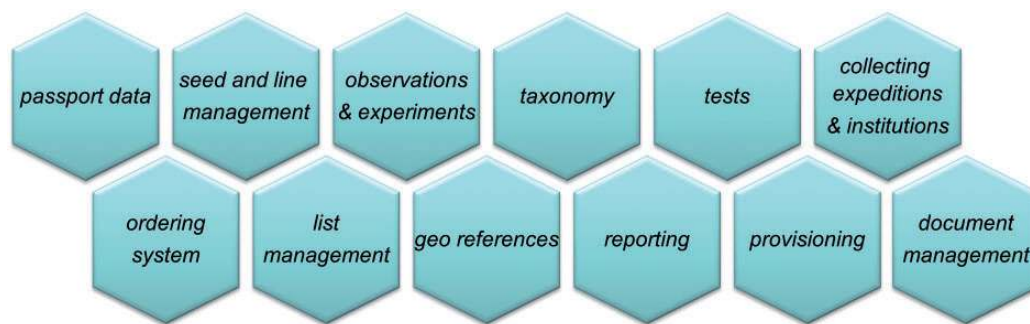 passport data
seed and line
management
observations
& experiments
taxonomy
tests
collecting
expeditions
& institutions
ordering
system
list
management
geo references
reporting
provisioning
document
management